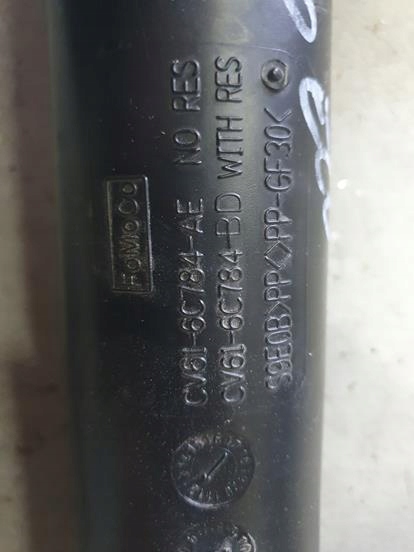 FoMoCo
CV61-6C784-AE NO RES
CV61-6C784-BD WITH RES
S9E0B>PP<>PP-GF30<